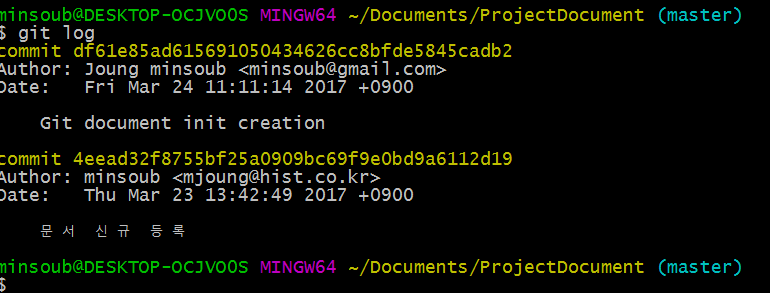 minsoub@DESKTOP-OCJVO0S MINGW64 ~/Documents/ProjectDocument (master)
$ git log
commit df61e85ad615691050434626cc8bfde5845cadb2
Author: Joung minsoub <minsoub@gmail.com>
Date:   Fri Mar 24 11:11:14 2017 +0900
Git document init creation
commit 4eead32f8755bf25a0909bc69f9e0bd9a6112d19
Author: minsoub <mjoung@hist.co.kr>
Date:   Thu Mar 23 13:42:49 2017 +0900
문서 신규 등록
minsoub@DESKTOP-OCJVO0S MINGW64 ~/Documents/ProjectDocument (master)
$